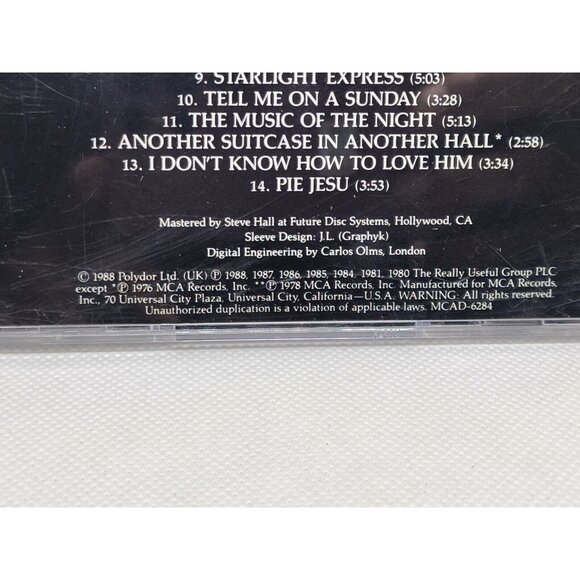 9. STARLIGHT EXPRESS (5:03)
10. TELL ME ON A SUNDAY (3:28)
11. THE MUSIC OF THE NIGHT (5:13)
12. ANOTHER SUITCASE IN ANOTHER HALL* (2:58)
13. I DON'T KNOW HOW TO LOVE HIM (3:34)
14. PIE JESU (3:53)
Mastered by Steve Hall at Future Disc Systems, Hollywood, CA
Sleeve Design: J.L. (Graphyk)
Digital Engineering by Carlos Olms, London
© 1988 Polydor Ltd. (UK) ℗ 1988, 1987, 1986, 1985, 1984, 1981, 1980 The Really Useful Group PLC
except *℗ 1976 MCA Records, Inc. **℗ 1978 MCA Records, Inc. Manufactured for MCA Records,
Inc., 70 Universal City Plaza, Universal City, California—U.S.A. WARNING: All rights reserved.
Unauthorized duplication is a violation of applicable laws. MCAD-6284